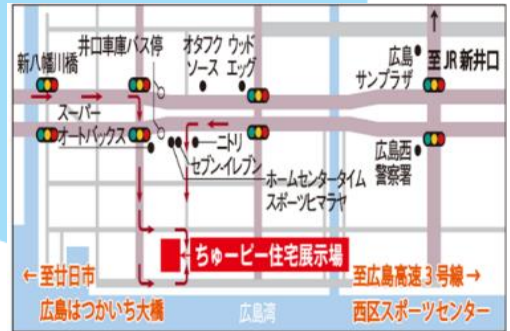 井口車庫バス停
オタフク
ソース
ウッド
エッグ
広島
サンプラザ
至JR新井口
新八幡川橋
スーパー
オートバックス
ニトリ
セブン-イレブン
ホームセンタータイム
スポーツヒマラヤ
広島西
警察署
ちゅーピー住宅展示場
←至廿日市
広島はつかいち大橋
広島湾
至広島高速3号線→
西区スポーツセンター